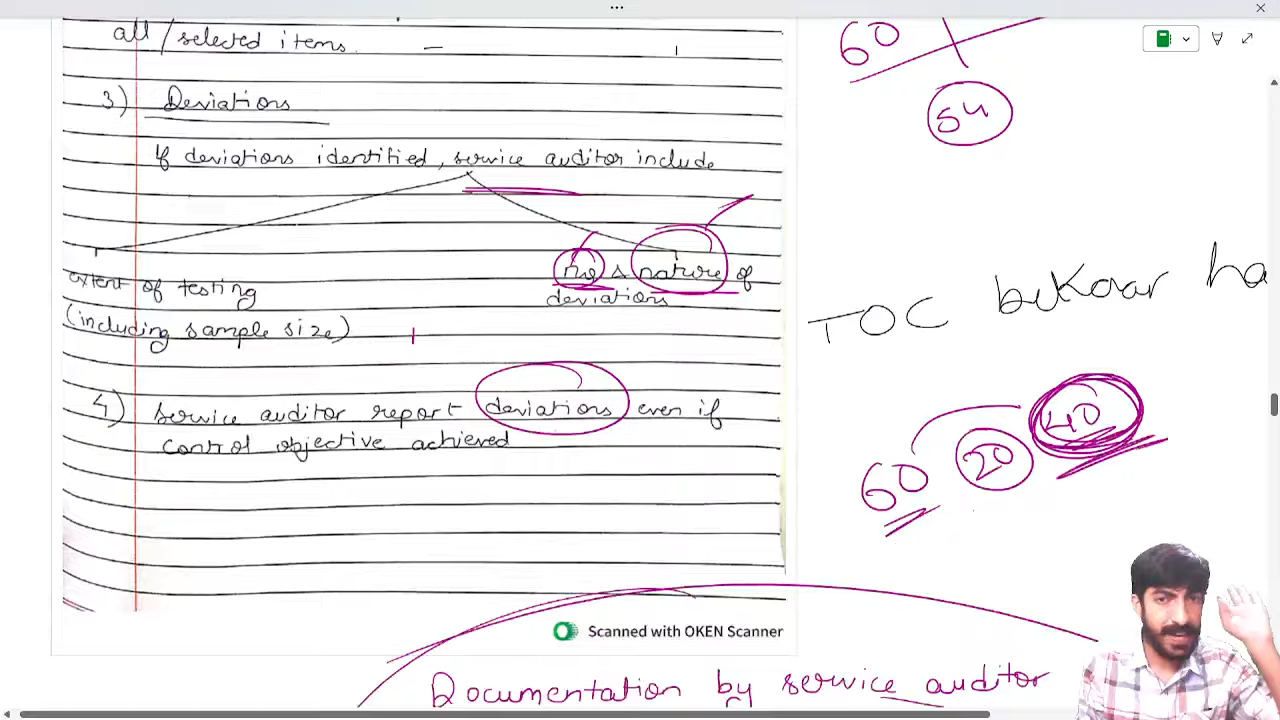 all / selected items.
3) Deviations
If deviations identified, service auditor include
extent of testing
(including sample size)
no & nature of
deviations
4) service auditor report deviations even if
control objective achieved
Scanned with OKEN Scanner
Documentation by service auditor
60
54
TOC bekaar ha
60 20 40